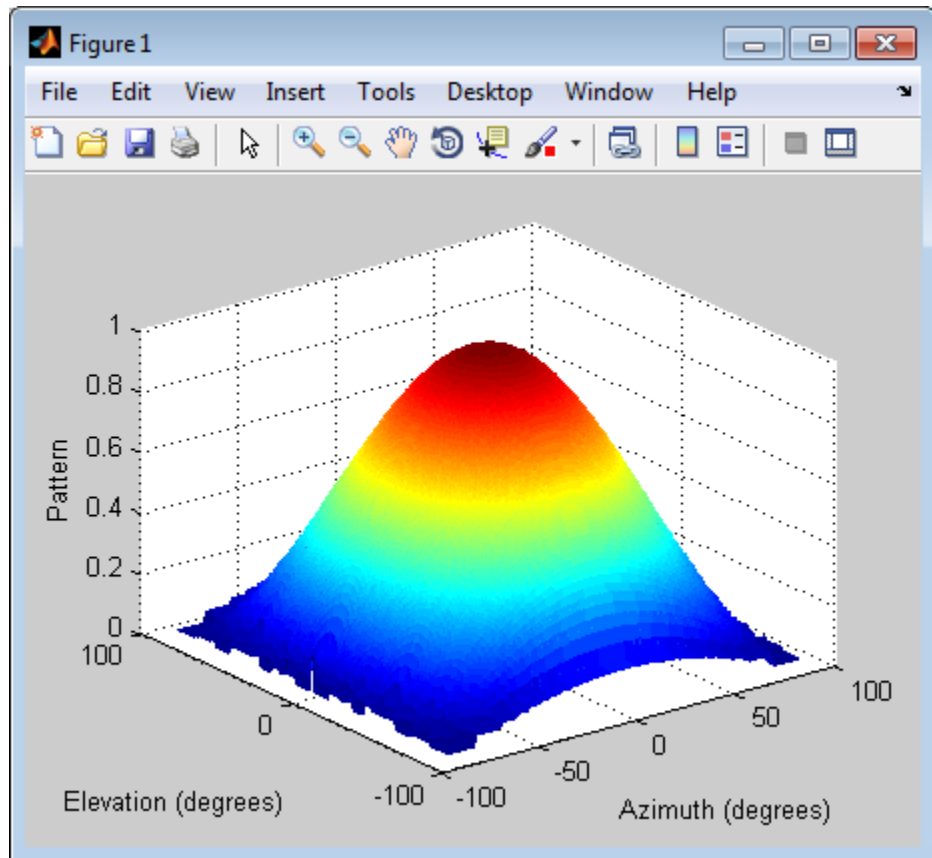 Figure 1
File Edit View Insert Tools Desktop Window Help
1
0.8
0.6
0.4
0.2
0
Pattern
100
0
-100
Elevation (degrees)
-100
-50
0
50
100
Azimuth (degrees)